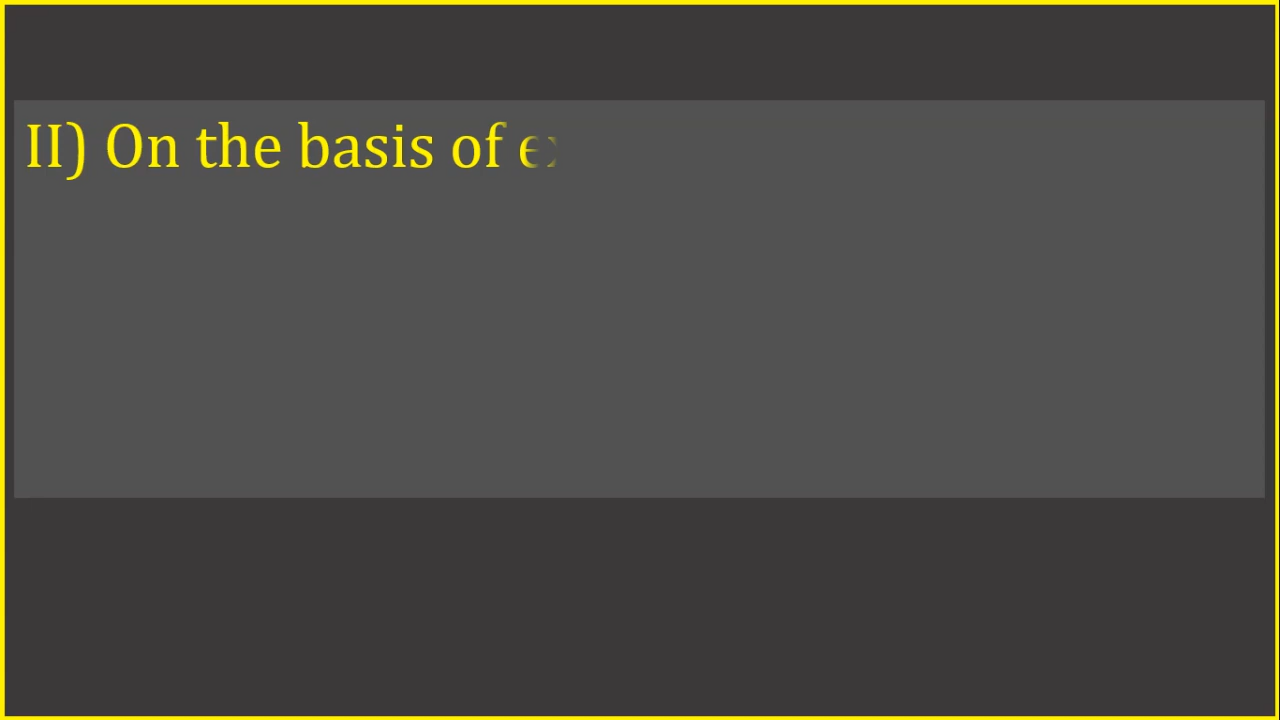 II) On the basis of